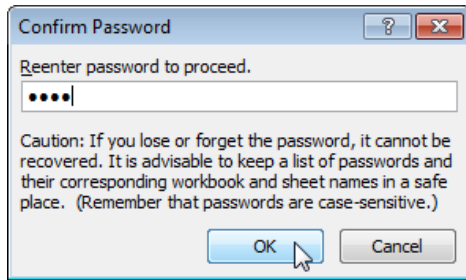 Confirm Password
?
Reenter password to proceed.
••••
Caution: If you lose or forget the password, it cannot be
recovered. It is advisable to keep a list of passwords and
their corresponding workbook and sheet names in a safe
place.  (Remember that passwords are case-sensitive.)
OK
Cancel